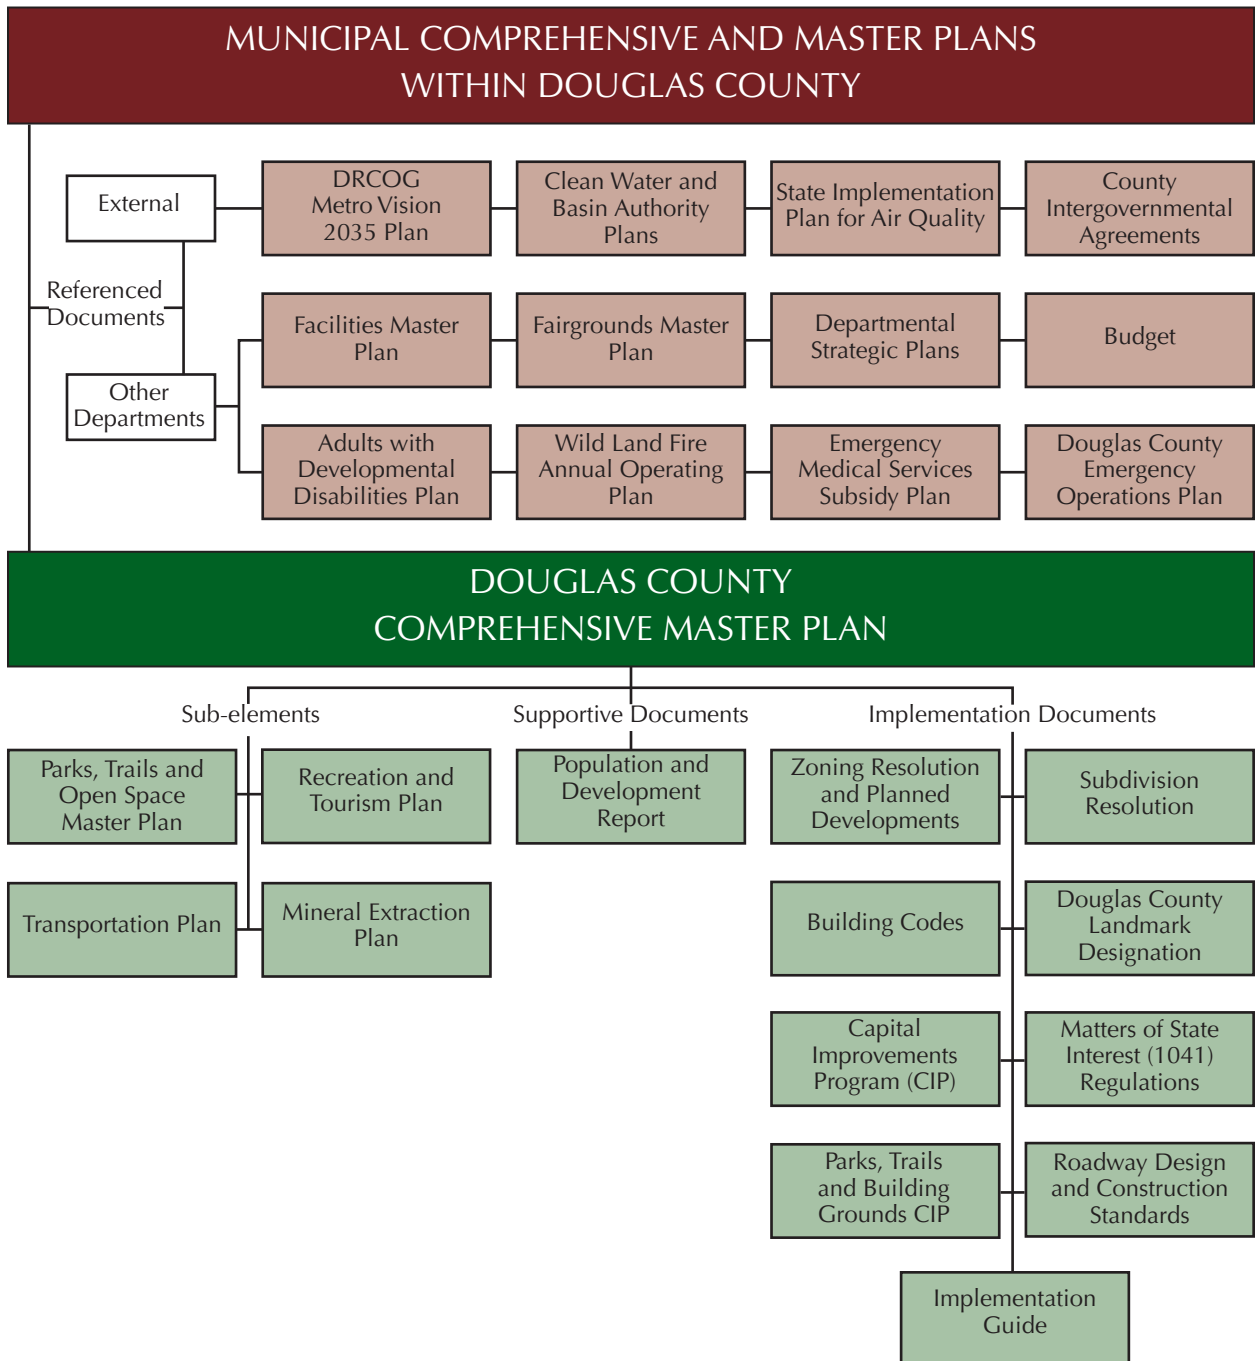 MUNICIPAL COMPREHENSIVE AND MASTER PLANS
WITHIN DOUGLAS COUNTY
External
DRCOG
Metro Vision
2035 Plan
Clean Water and
Basin Authority
Plans
State Implementation
Plan for Air Quality
County
Intergovernmental
Agreements
Referenced
Documents
Facilities Master
Plan
Fairgrounds Master
Plan
Departmental
Strategic Plans
Budget
Other
Departments
Adults with
Developmental
Disabilities Plan
Wild Land Fire
Annual Operating
Plan
Emergency
Medical Services
Subsidy Plan
Douglas County
Emergency
Operations Plan
DOUGLAS COUNTY
COMPREHENSIVE MASTER PLAN
Sub-elements
Supportive Documents
Implementation Documents
Parks, Trails and
Open Space
Master Plan
Recreation and
Tourism Plan
Population and
Development
Report
Zoning Resolution
and Planned
Developments
Subdivision
Resolution
Transportation Plan
Mineral Extraction
Plan
Building Codes
Douglas County
Landmark
Designation
Capital
Improvements
Program (CIP)
Matters of State
Interest (1041)
Regulations
Parks, Trails
and Building
Grounds CIP
Roadway Design
and Construction
Standards
Implementation
Guide